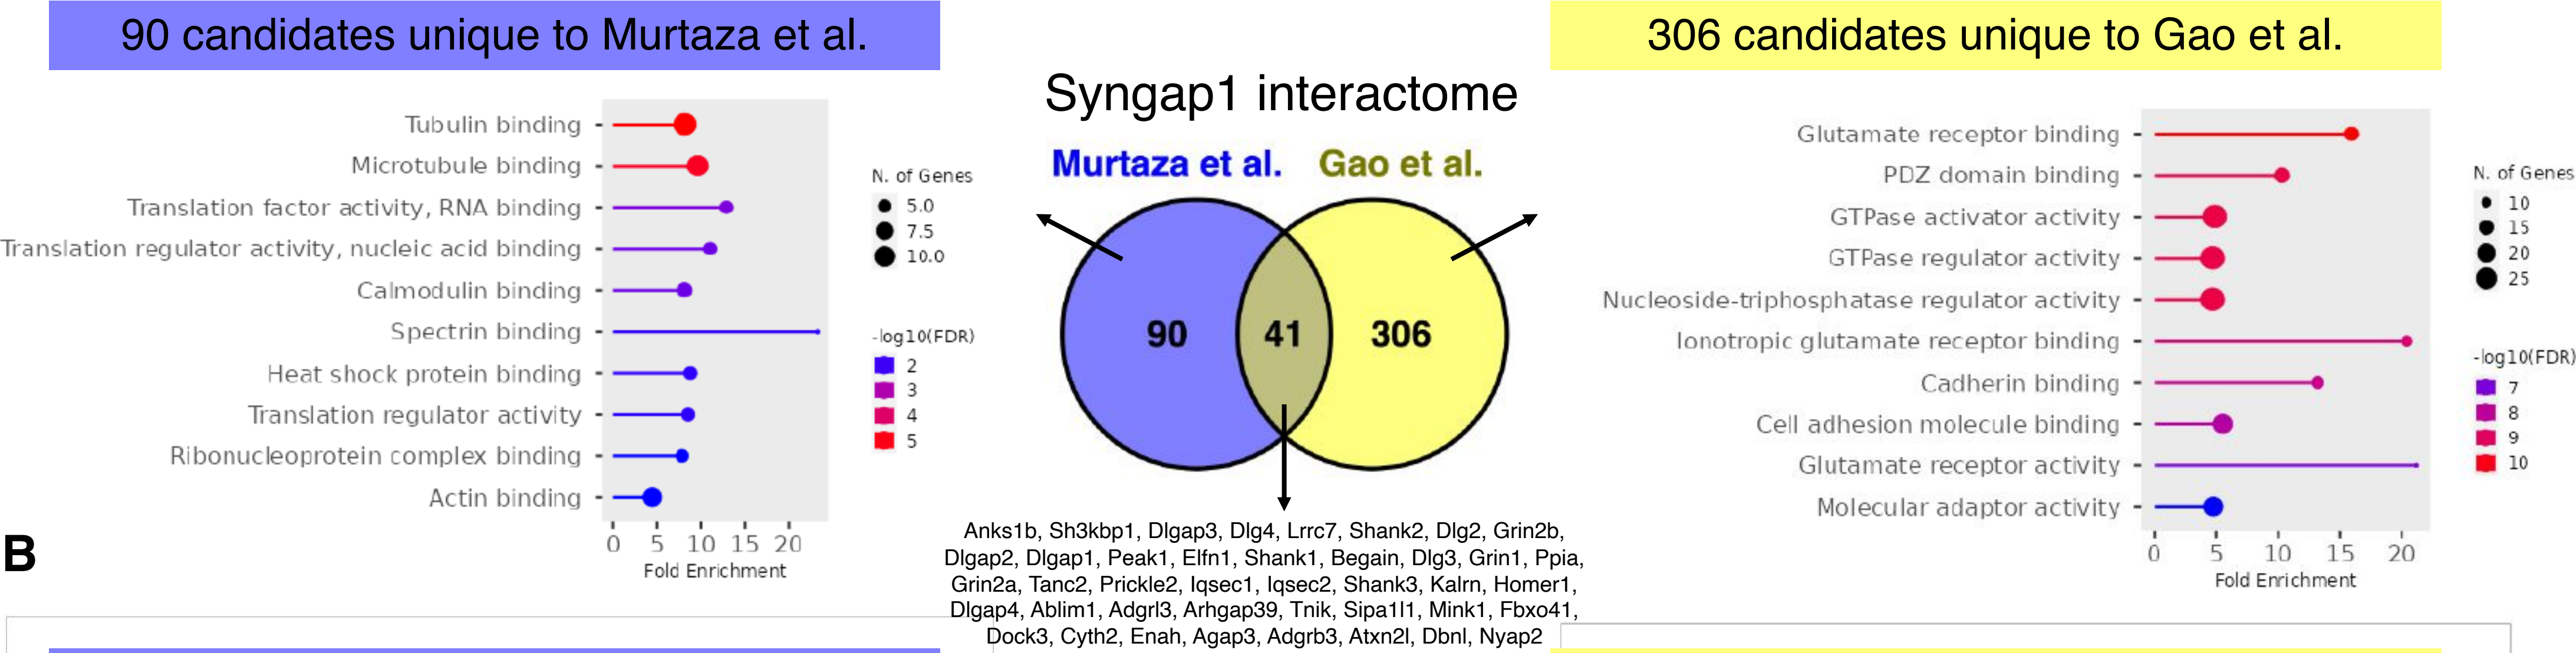 90 candidates unique to Murtaza et al.
Tubulin binding
Microtubule binding
Translation factor activity, RNA binding
Translation regulator activity, nucleic acid binding
Calmodulin binding
Spectrin binding
Heat shock protein binding
Translation regulator activity
Ribonucleoprotein complex binding
Actin binding
0 5 10 15 20
Fold Enrichment
N. of Genes
5.0
7.5
10.0
-log10(FDR)
2
3
4
5
B
Syngap1 interactome
Murtaza et al. Gao et al.
90 41 306
Anks1b, Sh3kbp1, Dlgap3, Dlg4, Lrrc7, Shank2, Dlg2, Grin2b,
Dlgap2, Dlgap1, Peak1, Elfn1, Shank1, Begain, Dlg3, Grin1, Ppia,
Grin2a, Tanc2, Prickle2, Iqsec1, Iqsec2, Shank3, Kalrn, Homer1,
Dlgap4, Ablim1, Adgrl3, Arhgap39, Tnik, Sipa1l1, Mink1, Fbxo41,
Dock3, Cyth2, Enah, Agap3, Adgrb3, Atxn2l, Dbnl, Nyap2
306 candidates unique to Gao et al.
Glutamate receptor binding
PDZ domain binding
GTPase activator activity
GTPase regulator activity
Nucleoside-triphosphatase regulator activity
Ionotropic glutamate receptor binding
Cadherin binding
Cell adhesion molecule binding
Glutamate receptor activity
Molecular adaptor activity
0 5 10 15 20
Fold Enrichment
N. of Genes
10
15
20
25
-log10(FDR)
7
8
9
10